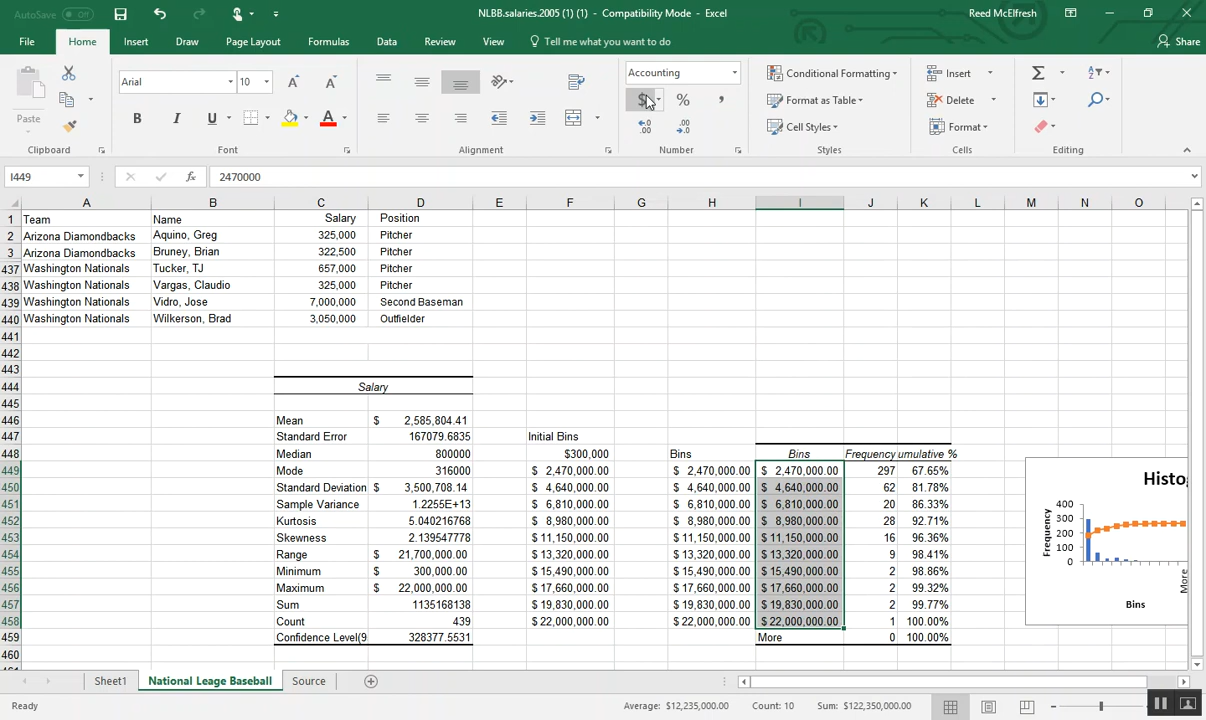 AutoSave Off NLBB.salaries.2005 (1) (1) - Compatibility Mode - Excel Reed McElfresh
File Home Insert Draw Page Layout Formulas Data Review View Tell me what you want to do Share
Paste Arial 10 Accounting Conditional Formatting Insert
$ % , Format as Table Delete
B I U A Cell Styles Format
Clipboard Font Alignment Number Styles Cells Editing
I449 fx 2470000
A B C D E F G H I J K L M N O
1 Team Name Salary Position
2 Arizona Diamondbacks Aquino, Greg 325,000 Pitcher
3 Arizona Diamondbacks Bruney, Brian 322,500 Pitcher
437 Washington Nationals Tucker, TJ 657,000 Pitcher
438 Washington Nationals Vargas, Claudio 325,000 Pitcher
439 Washington Nationals Vidro, Jose 7,000,000 Second Baseman
440 Washington Nationals Wilkerson, Brad 3,050,000 Outfielder
441
442
443
444 Salary
445
446 Mean $ 2,585,804.41
447 Standard Error 167079.6835 Initial Bins
448 Median 800000 $300,000 Bins Bins Frequency umulative %
449 Mode 316000 $ 2,470,000.00 $ 2,470,000.00 $ 2,470,000.00 297 67.65%
450 Standard Deviation $ 3,500,708.14 $ 4,640,000.00 $ 4,640,000.00 $ 4,640,000.00 62 81.78%
451 Sample Variance 1.2255E+13 $ 6,810,000.00 $ 6,810,000.00 $ 6,810,000.00 20 86.33%
452 Kurtosis 5.040216768 $ 8,980,000.00 $ 8,980,000.00 $ 8,980,000.00 28 92.71%
453 Skewness 2.139547778 $ 11,150,000.00 $ 11,150,000.00 $ 11,150,000.00 16 96.36%
454 Range $ 21,700,000.00 $ 13,320,000.00 $ 13,320,000.00 $ 13,320,000.00 9 98.41%
455 Minimum $ 300,000.00 $ 15,490,000.00 $ 15,490,000.00 $ 15,490,000.00 2 98.86%
456 Maximum $ 22,000,000.00 $ 17,660,000.00 $ 17,660,000.00 $ 17,660,000.00 2 99.32%
457 Sum 1135168138 $ 19,830,000.00 $ 19,830,000.00 $ 19,830,000.00 2 99.77%
458 Count 439 $ 22,000,000.00 $ 22,000,000.00 $ 22,000,000.00 1 100.00%
459 Confidence Level(9 328377.5531 More 0 100.00%
460
Histog
400
300
200
100
0
Frequency
More
Bins
Sheet1 National Leage Baseball Source
Ready Average: $12,235,000.00 Count: 10 Sum: $122,350,000.00